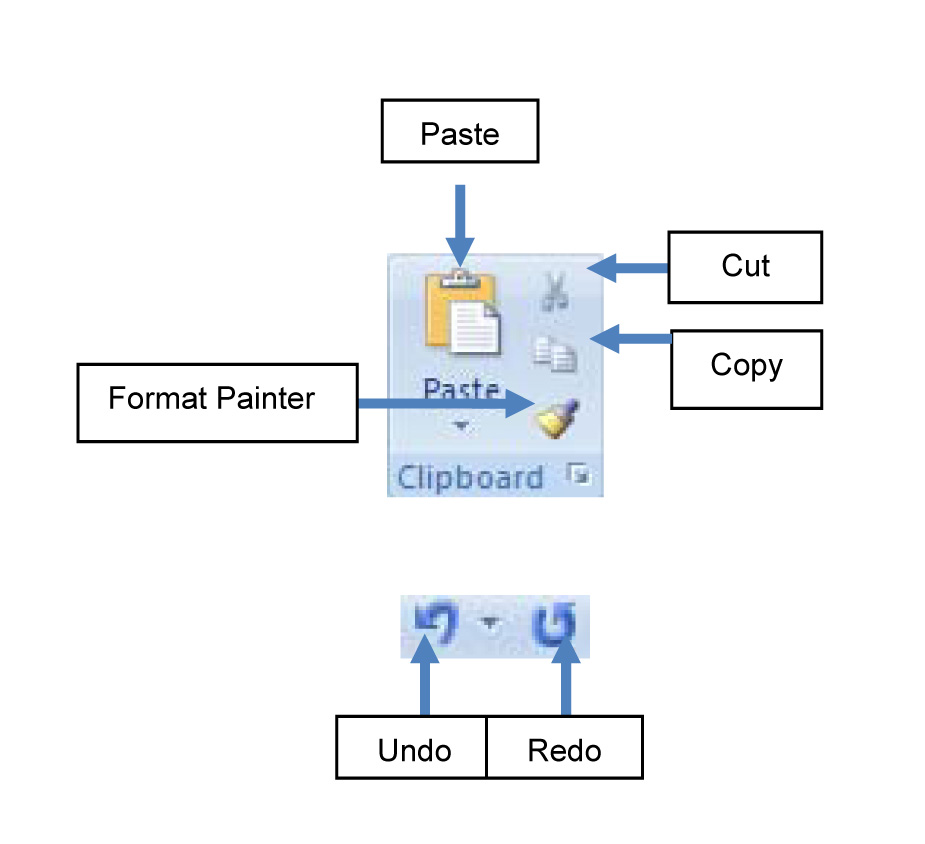 Paste
Cut
Copy
Format Painter
Paste
Clipboard
Undo
Redo